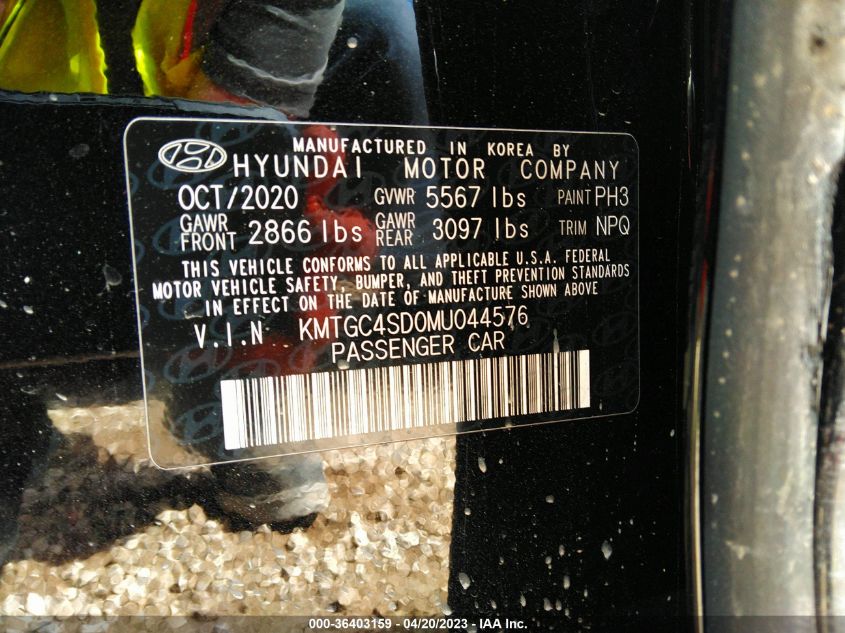 MANUFACTURED IN KOREA BY
HYUNDAI MOTOR COMPANY
OCT/2020 GVWR 5567 lbs PAINT PH3
GAWR FRONT 2866 lbs GAWR REAR 3097 lbs TRIM NPQ
THIS VEHICLE CONFORMS TO ALL APPLICABLE U.S.A. FEDERAL
MOTOR VEHICLE SAFETY, BUMPER, AND THEFT PREVENTION STANDARDS
IN EFFECT ON THE DATE OF MANUFACTURE SHOWN ABOVE
V.I.N KMTGC4SD0MU044576
PASSENGER CAR
000-36403159 - 04/20/2023 - IAA Inc.